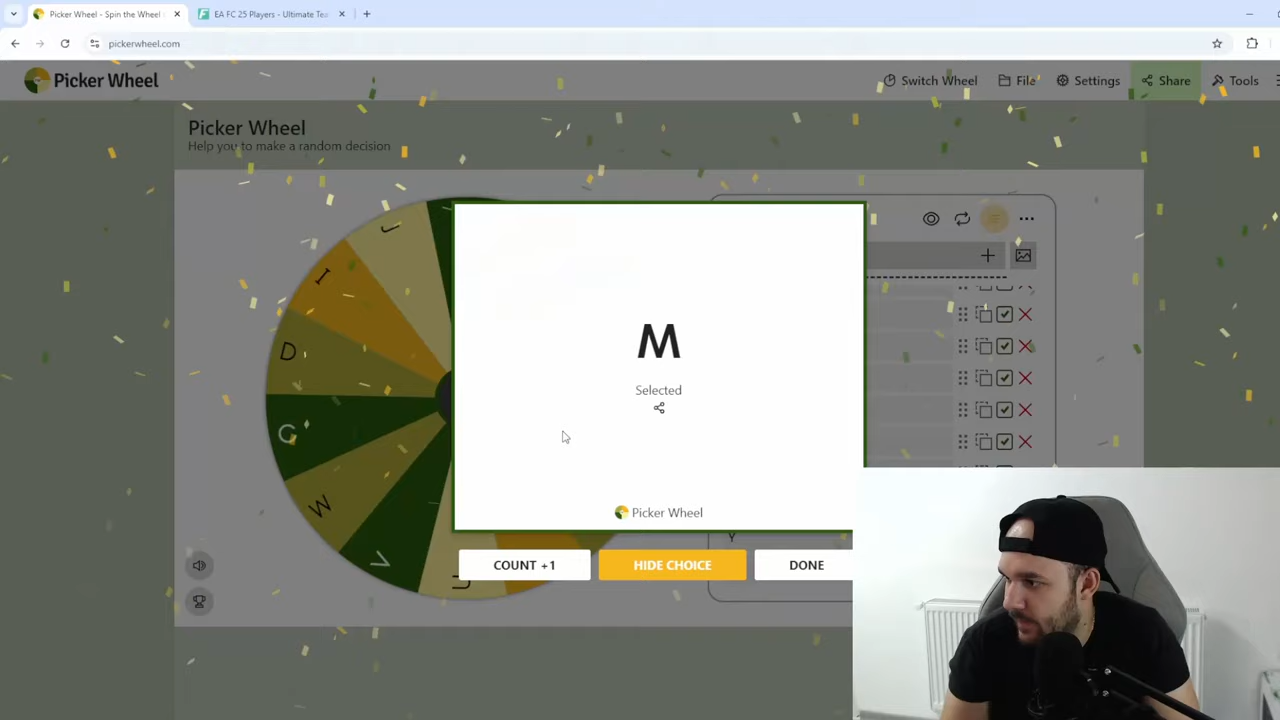 Picker Wheel - Spin the Wheel
EA FC 25 Players - Ultimate Tea
pickerwheel.com
Picker Wheel
Switch Wheel
File
Settings
Share
Tools
Picker Wheel
Help you to make a random decision
J
I
D
G
W
V
U
M
Selected
Picker Wheel
Y
COUNT +1
HIDE CHOICE
DONE